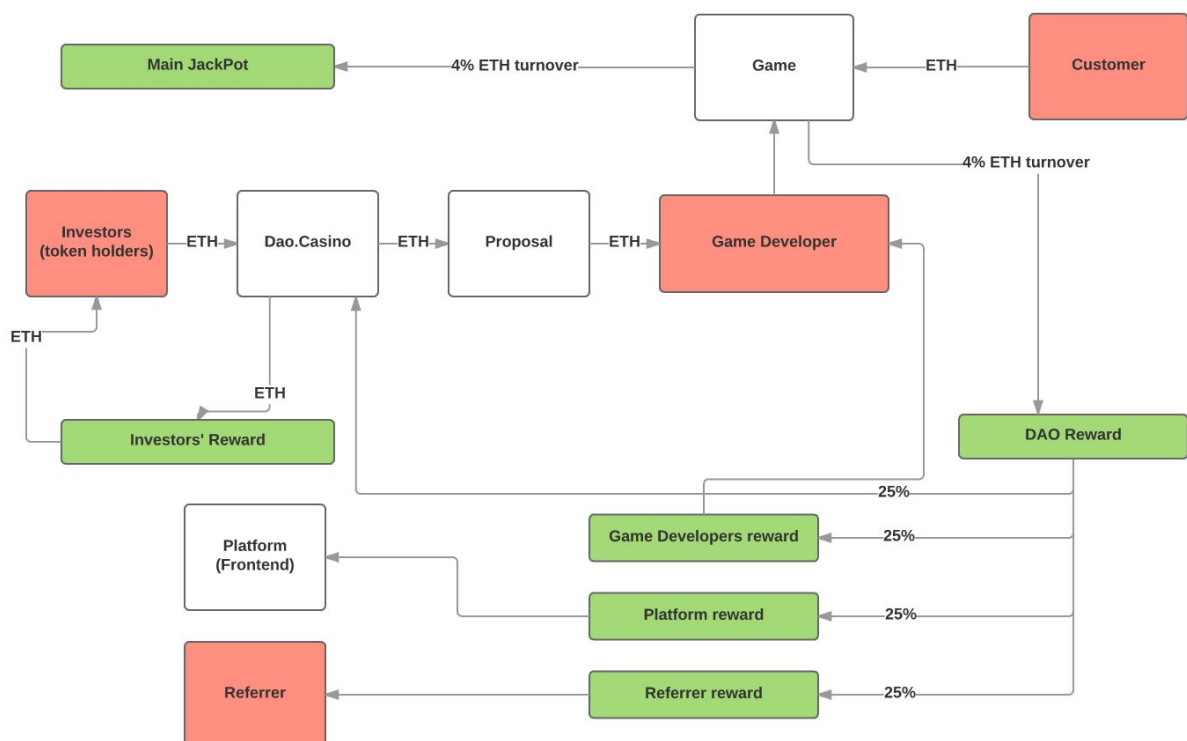 Main JackPot
4% ETH turnover
Game
ETH
Customer
4% ETH turnover
Investors
(token holders)
ETH
Dao.Casino
ETH
Proposal
ETH
Game Developer
ETH
ETH
Investors' Reward
DAO Reward
25%
Platform
(Frontend)
Game Developers reward
25%
Platform reward
25%
Referrer
Referrer reward
25%